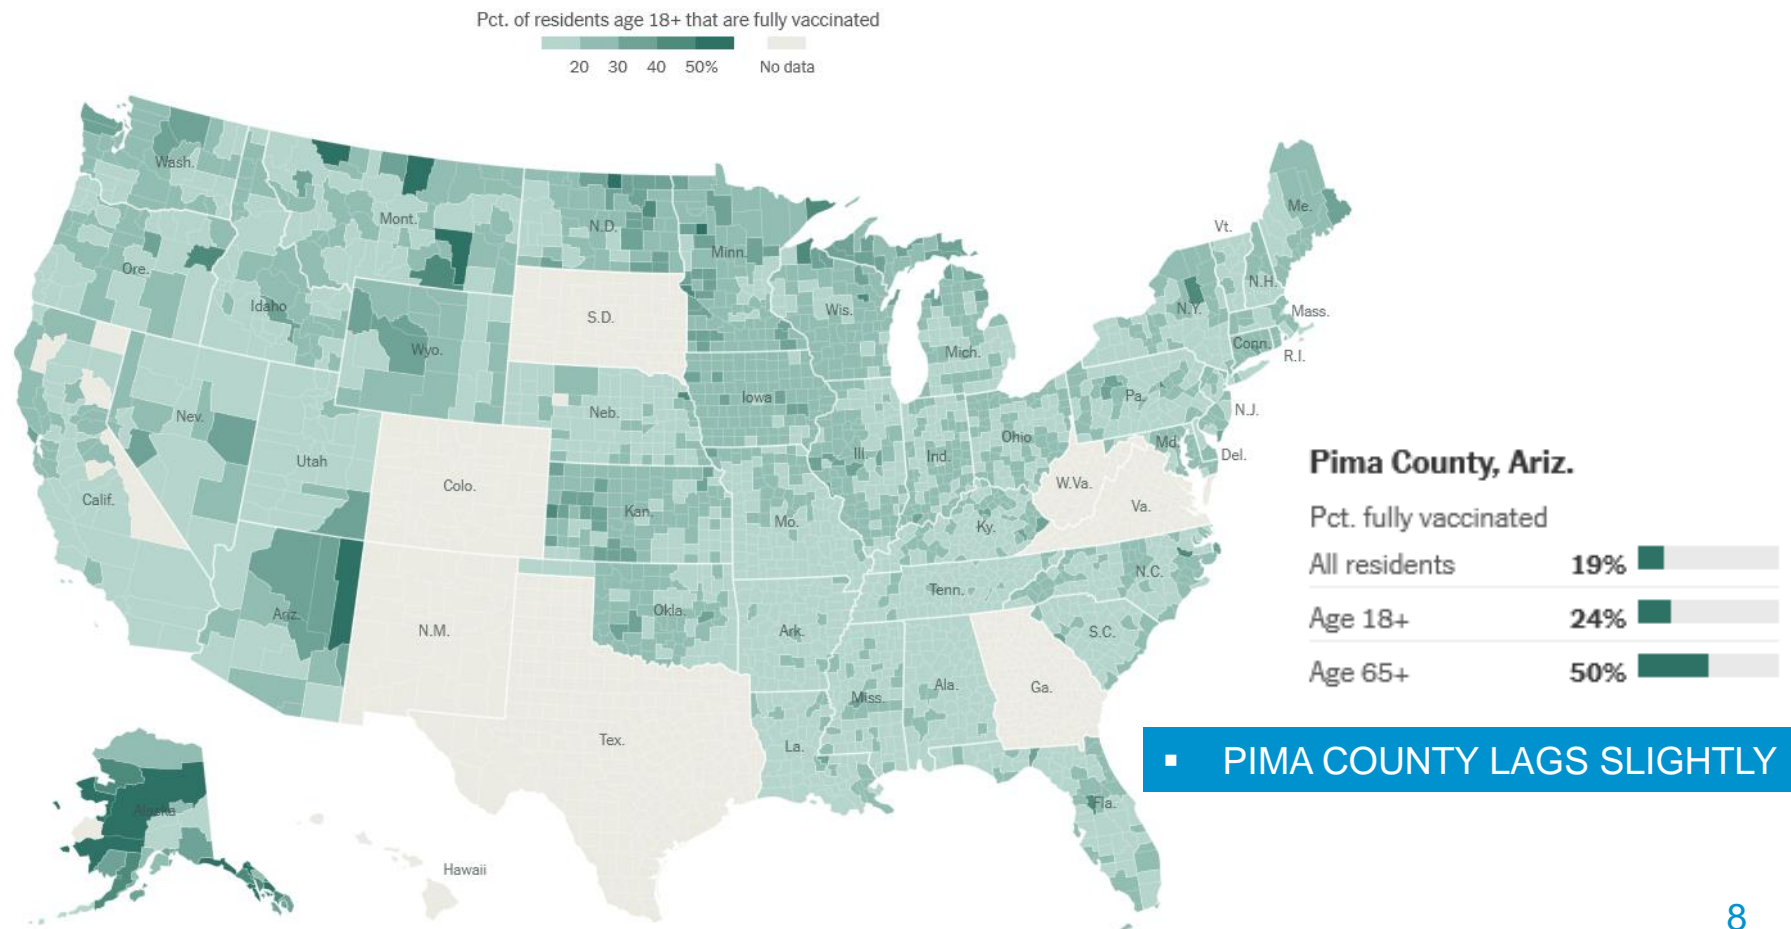 Pct. of residents age 18+ that are fully vaccinated
20 30 40 50% No data
Wash.
Mont.
N.D.
Minn.
Ore.
Idaho
S.D.
Wis.
Wyo.
Mich.
Me.
Vt.
N.H.
N.Y.
Mass.
Conn.
R.I.
Nev.
Neb.
Iowa
Pa.
N.J.
Utah
Colo.
Ill.
Ind.
Ohio
Md.
Del.
Calif.
Kan.
Mo.
Ky.
W.Va.
Va.
Ariz.
N.M.
Okla.
Ark.
Tenn.
N.C.
S.C.
Tex.
La.
Miss.
Ala.
Ga.
Fla.
Alaska
Hawaii
Pima County, Ariz.
Pct. fully vaccinated
All residents 19%
Age 18+ 24%
Age 65+ 50%
▪ PIMA COUNTY LAGS SLIGHTLY
8